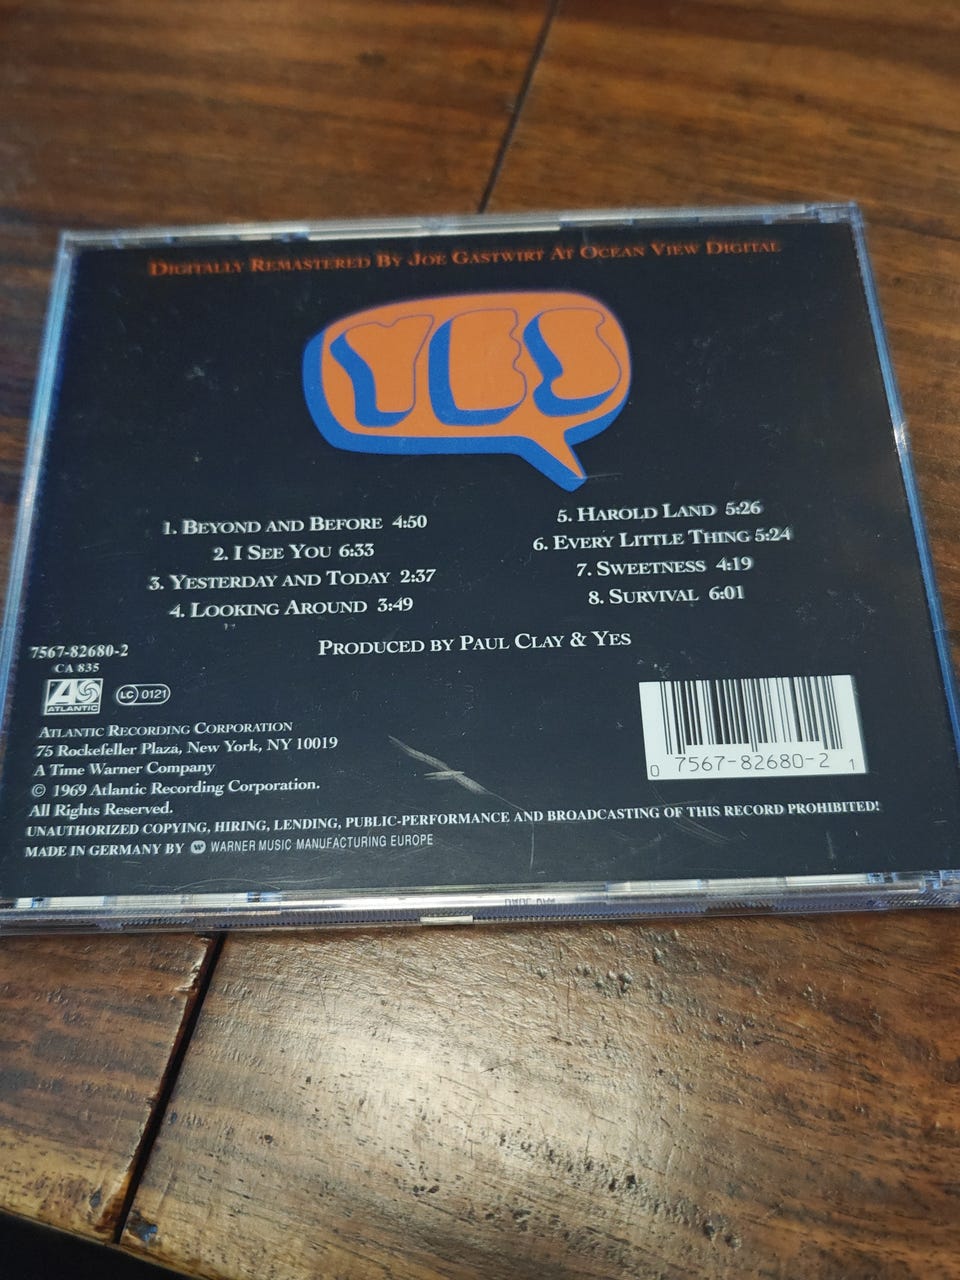 DIGITALLY REMASTERED BY JOE GASTWIRT AT OCEAN VIEW DIGITAL
YES
1. BEYOND AND BEFORE 4:50
2. I SEE YOU 6:33
3. YESTERDAY AND TODAY 2:37
4. LOOKING AROUND 3:49
5. HAROLD LAND 5:26
6. EVERY LITTLE THING 5:24
7. SWEETNESS 4:19
8. SURVIVAL 6:01
PRODUCED BY PAUL CLAY & YES
7567-82680-2
CA 835
ATLANTIC
LC 0121
ATLANTIC RECORDING CORPORATION
75 Rockefeller Plaza, New York, NY 10019
A Time Warner Company
© 1969 Atlantic Recording Corporation.
All Rights Reserved.
UNAUTHORIZED COPYING, HIRING, LENDING, PUBLIC-PERFORMANCE AND BROADCASTING OF THIS RECORD PROHIBITED!
MADE IN GERMANY BY WARNER MUSIC MANUFACTURING EUROPE
0 7567-82680-2 1